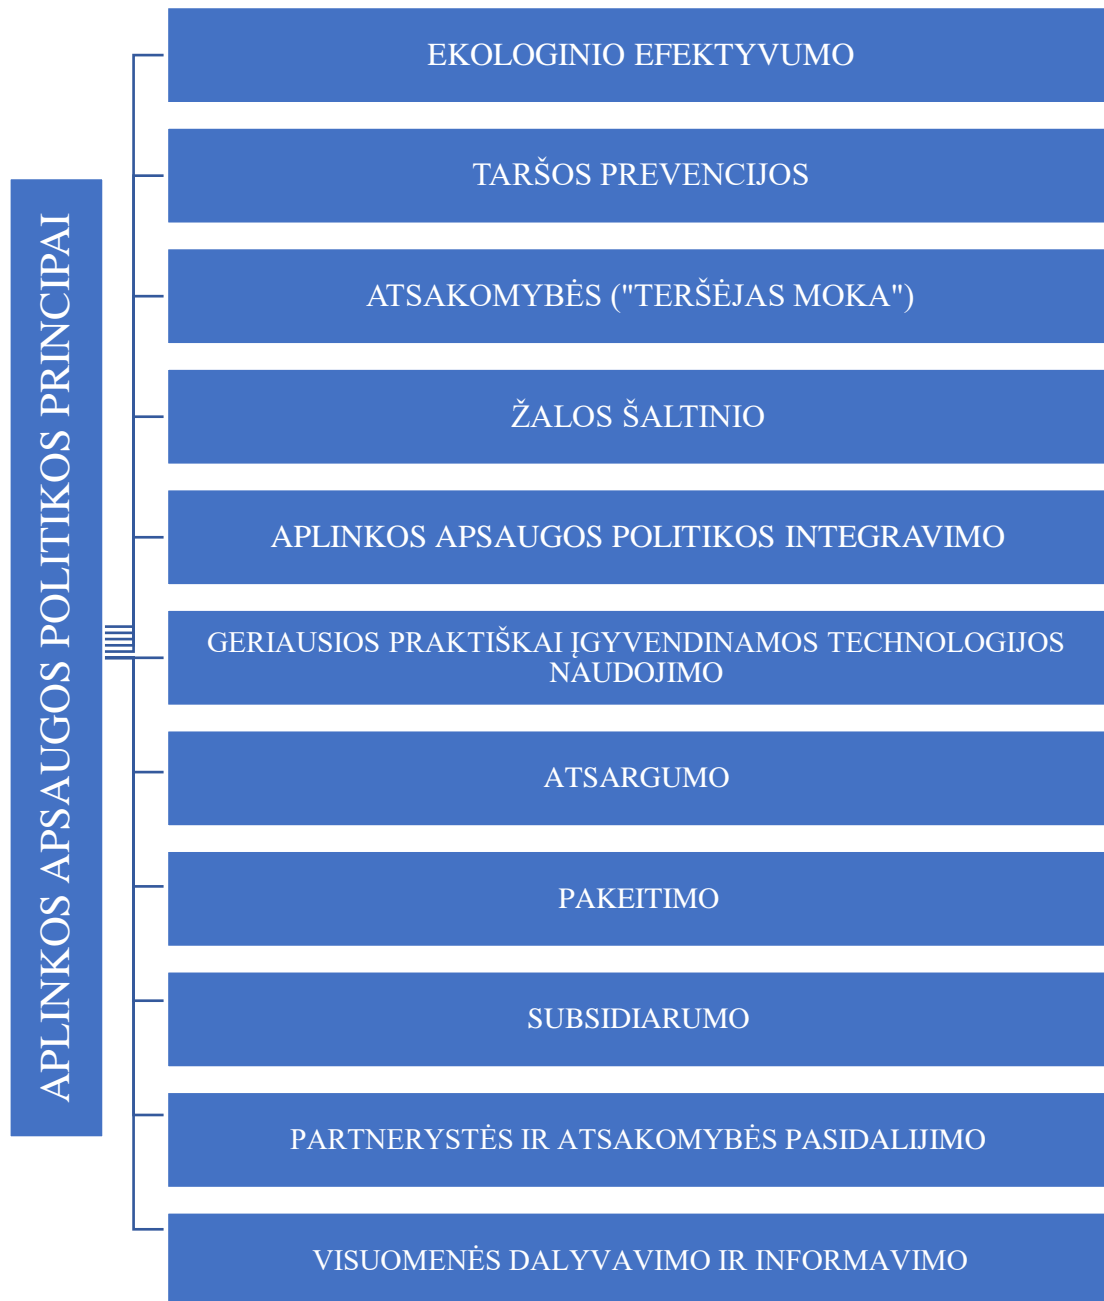 APLINKOS APSAUGOS POLITIKOS PRINCIPAI
EKOLOGINIO EFEKTYVUMO
TARŠOS PREVENCIJOS
ATSAKOMYBĖS ("TERŠĖJAS MOKA")
ŽALOS ŠALTINIO
APLINKOS APSAUGOS POLITIKOS INTEGRAVIMO
GERIAUSIOS PRAKTIŠKAI ĮGYVENDINAMOS TECHNOLOGIJOS
NAUDOJIMO
ATSARGUMO
PAKEITIMO
SUBSIDIARUMO
PARTNERYSTĖS IR ATSAKOMYBĖS PASIDALIJIMO
VISUOMENĖS DALYVAVIMO IR INFORMAVIMO